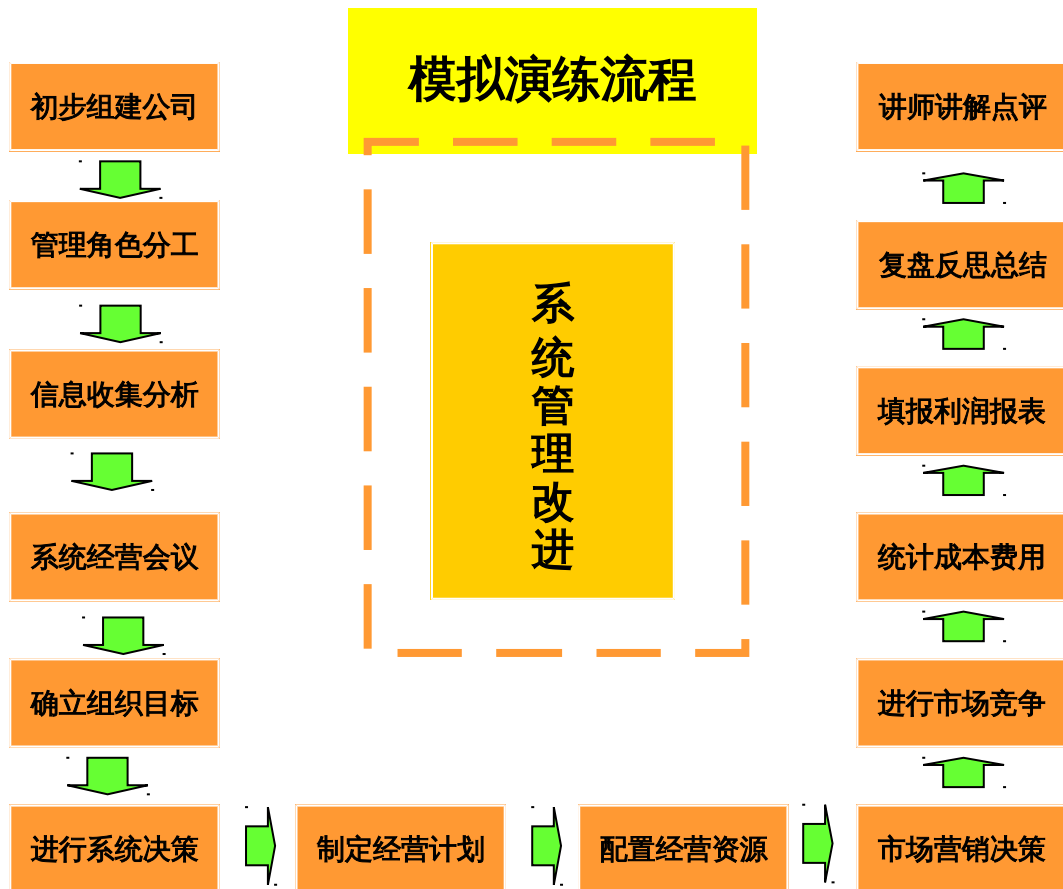 模拟演练流程
初步组建公司
管理角色分工
信息收集分析
系统经营会议
确立组织目标
进行系统决策
制定经营计划
配置经营资源
市场营销决策
进行市场竞争
统计成本费用
填报利润报表
复盘反思总结
讲师讲解点评
系
统
管
理
改
进